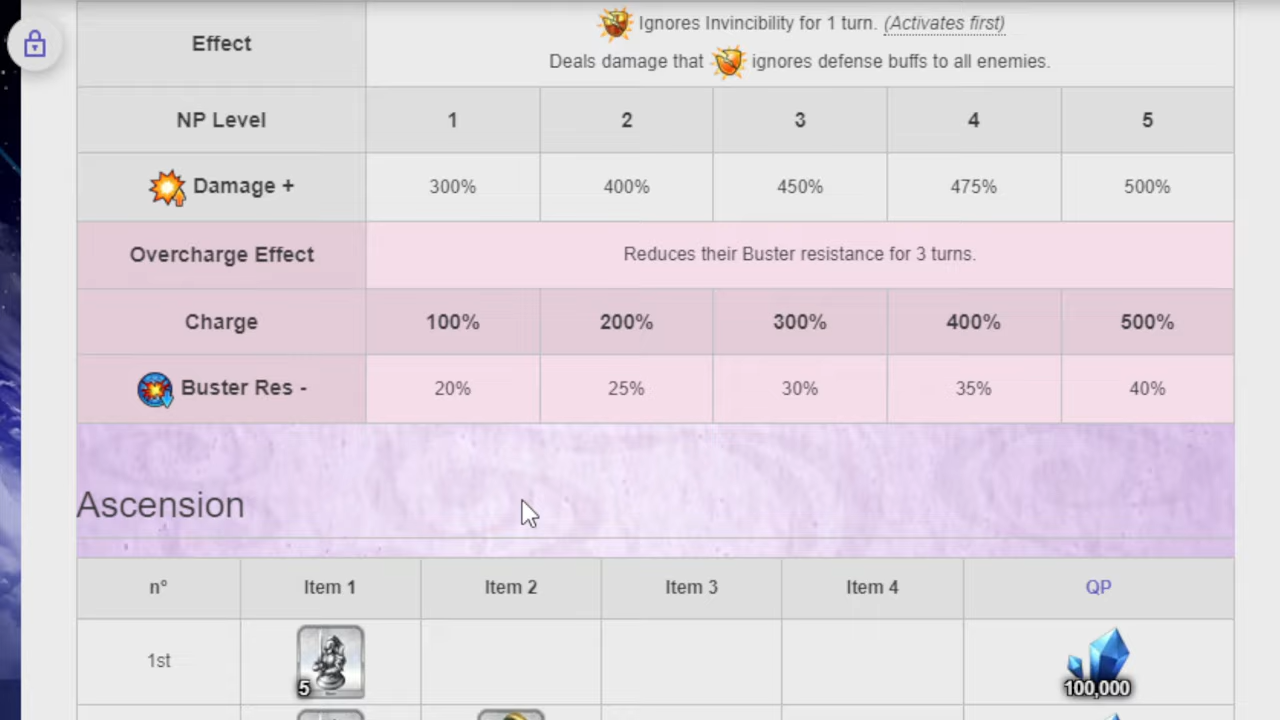 Effect
Ignores Invincibility for 1 turn. (Activates first)
Deals damage that ignores defense buffs to all enemies.
NP Level 1 2 3 4 5
Damage + 300% 400% 450% 475% 500%
Overcharge Effect Reduces their Buster resistance for 3 turns.
Charge 100% 200% 300% 400% 500%
Buster Res - 20% 25% 30% 35% 40%
Ascension
n° Item 1 Item 2 Item 3 Item 4 QP
1st 5 100,000